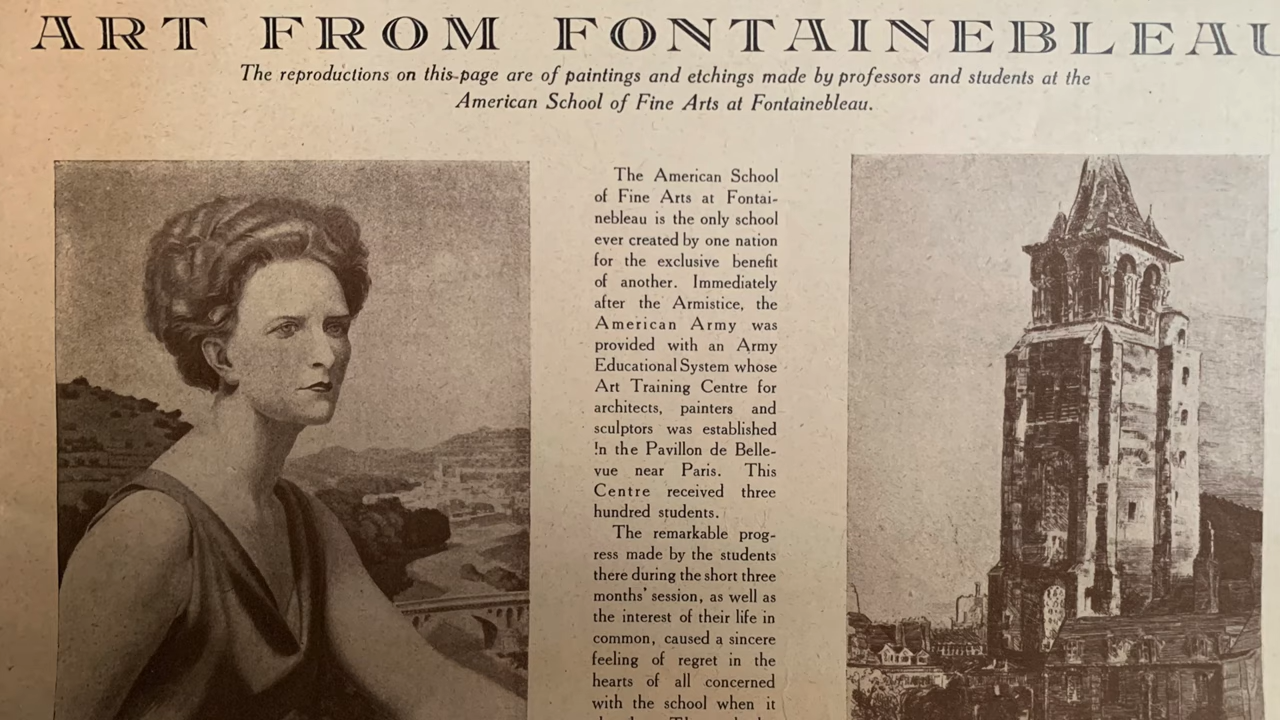 ART FROM FONTAINEBLEAU
The reproductions on this page are of paintings and etchings made by professors and students at the
American School of Fine Arts at Fontainebleau.
The American School
of Fine Arts at Fontai-
nebleau is the only school
ever created by one nation
for the exclusive benefit
of another. Immediately
after the Armistice, the
American Army was
provided with an Army
Educational System whose
Art Training Centre for
architects, painters and
sculptors was established
in the Pavillon de Belle-
vue near Paris. This
Centre received three
hundred students.
The remarkable prog-
ress made by the students
there during the short three
months' session, as well as
the interest of their life in
common, caused a sincere
feeling of regret in the
hearts of all concerned
with the school when it